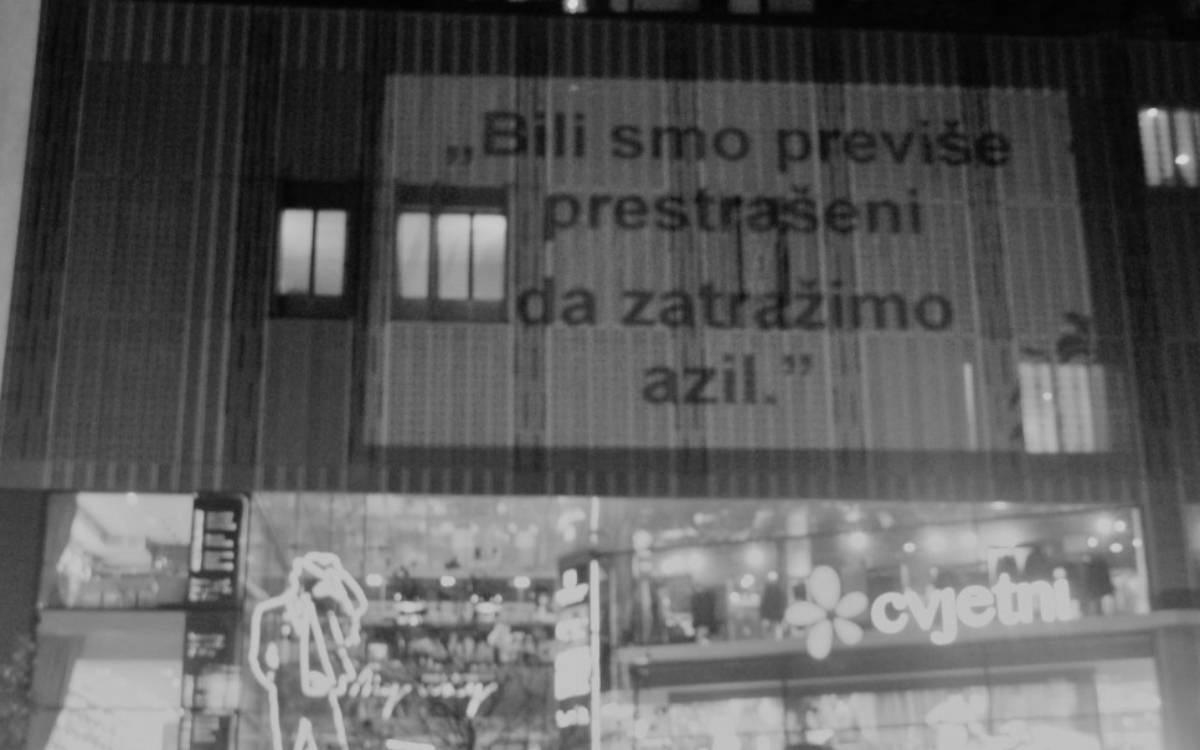 „Bili smo previše
prestrašeni
da zatražimo
azil.”
cvjetni